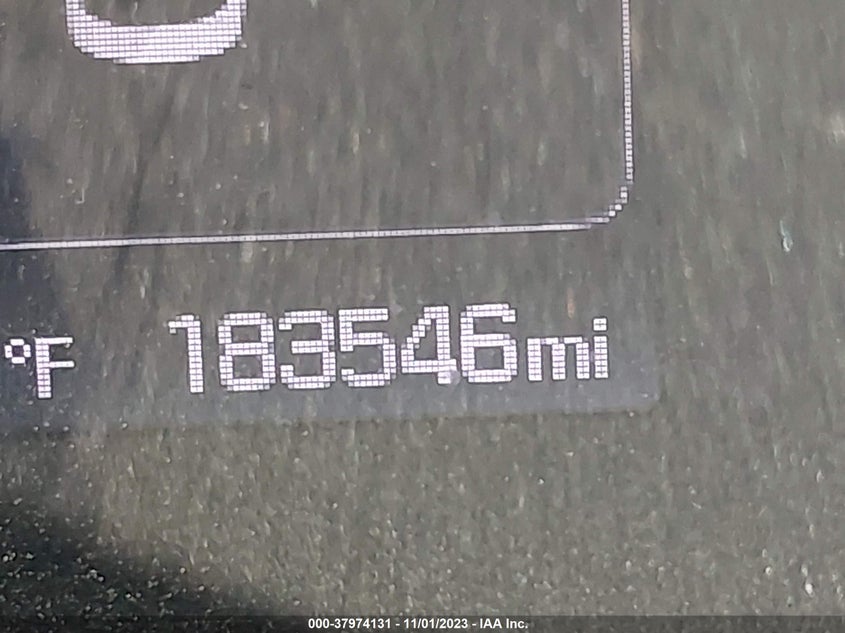 °F 183546mi
000-37974131 - 11/01/2023 - IAA Inc.